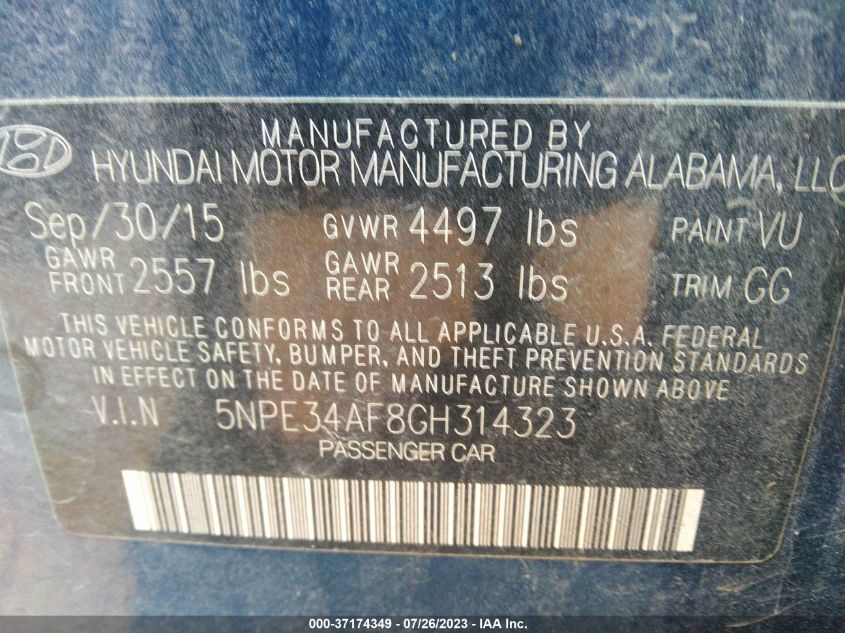 MANUFACTURED BY
HYUNDAI MOTOR MANUFACTURING ALABAMA, LLC
Sep/30/15 GVWR 4497 lbs PAINT VU
GAWR FRONT 2557 lbs GAWR REAR 2513 lbs TRIM GG
THIS VEHICLE CONFORMS TO ALL APPLICABLE U.S.A. FEDERAL
MOTOR VEHICLE SAFETY, BUMPER, AND THEFT PREVENTION STANDARDS
IN EFFECT ON THE DATE OF MANUFACTURE SHOWN ABOVE
V.I.N 5NPE34AF8GH314323
PASSENGER CAR
000-37174349 - 07/26/2023 - IAA Inc.